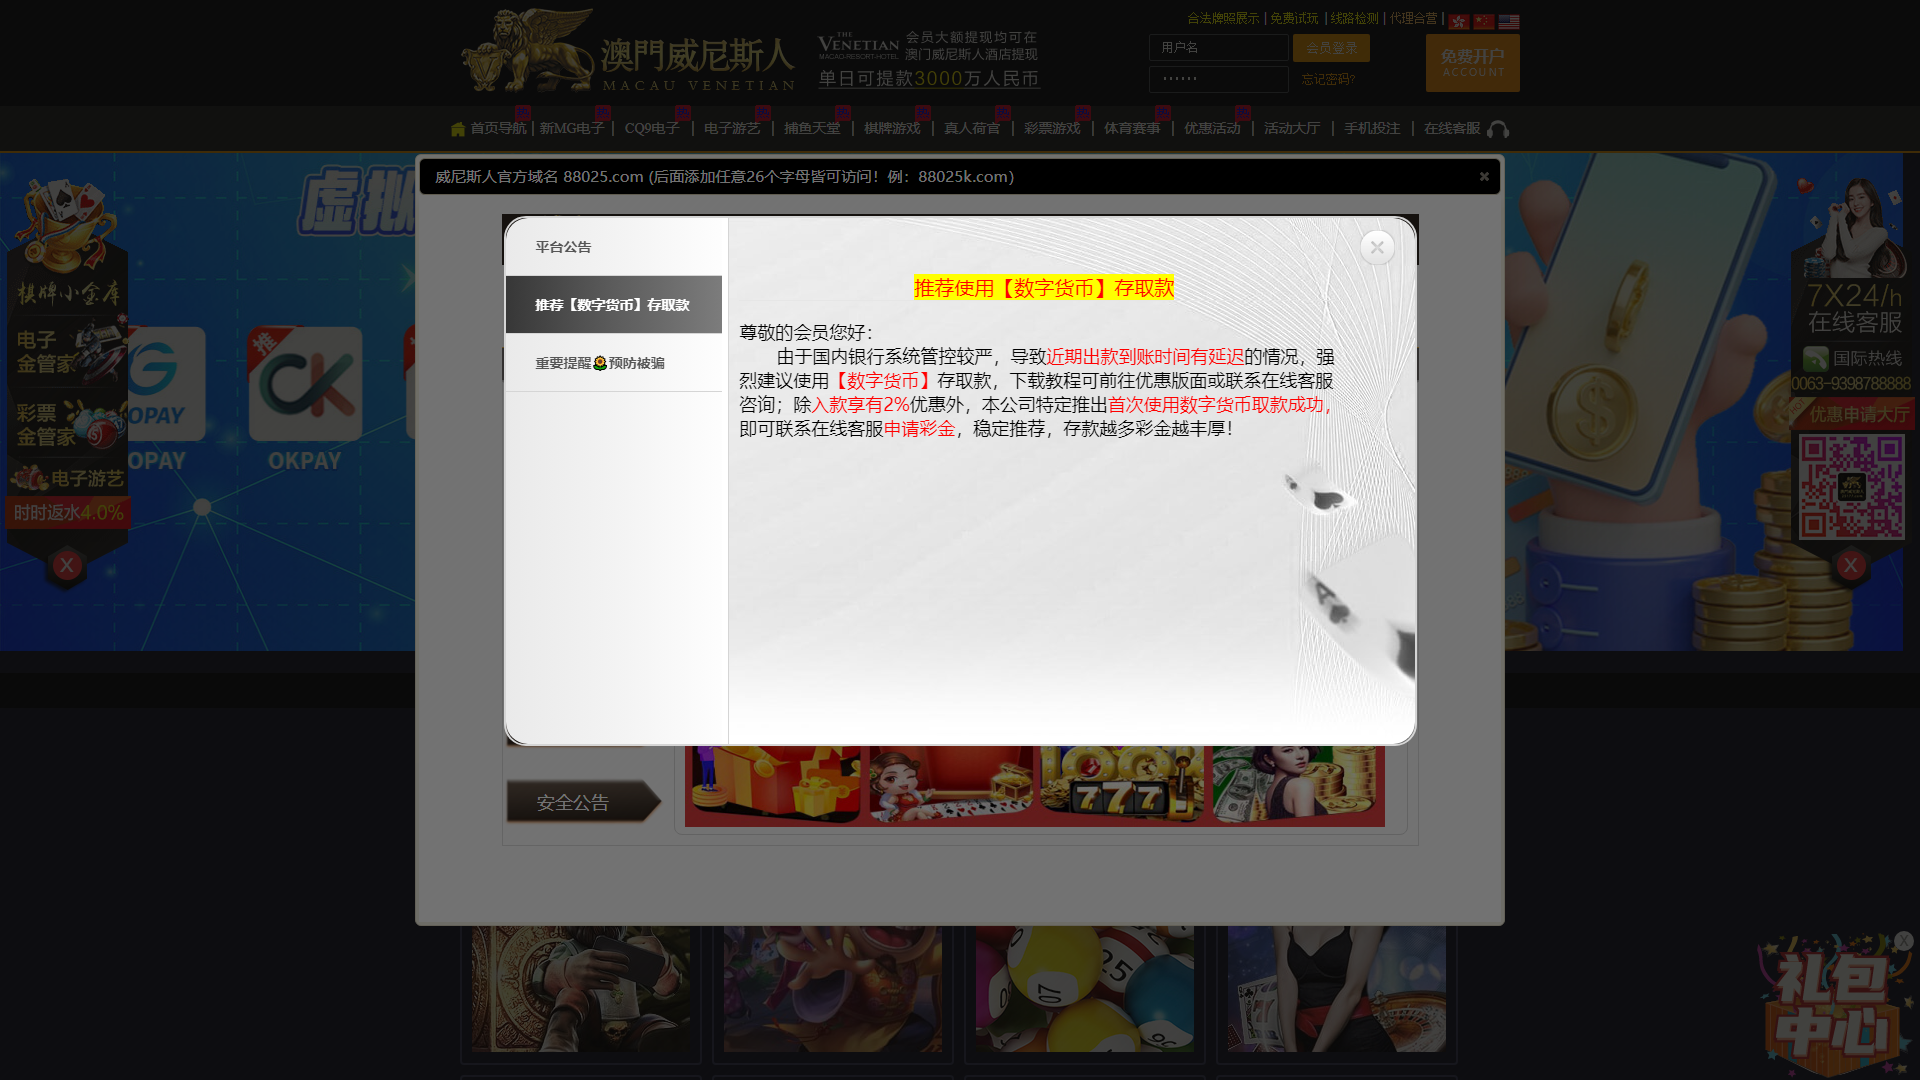 合法牌照展示 | 免费试玩 | 线路检测 | 代理合营 |
澳門威尼斯人
MACAU VENETIAN
THE VENETIAN
MACAO-RESORT-HOTEL
会员大额提现均可在
澳门威尼斯人酒店提现
单日可提款3000万人民币
用户名
会员登录
忘记密码?
免费开户
ACCOUNT
首页导航 | 新MG电子 | CQ9电子 | 电子游艺 | 捕鱼天堂 | 棋牌游戏 | 真人荷官 | 彩票游戏 | 体育赛事 | 优惠活动 | 活动大厅 | 手机投注 | 在线客服
威尼斯人官方域名 88025.com (后面添加任意26个字母皆可访问！例：88025k.com)
虚拟
平台公告
推荐【数字货币】存取款
重要提醒🌻预防被骗
推荐使用【数字货币】存取款
尊敬的会员您好：
由于国内银行系统管控较严，导致近期出款到账时间有延迟的情况，强
烈建议使用【数字货币】存取款，下载教程可前往优惠版面或联系在线客服
咨询；除入款享有2%优惠外，本公司特定推出首次使用数字货币取款成功，
即可联系在线客服申请彩金，稳定推荐，存款越多彩金越丰厚！
棋牌小金库
电子
金管家
彩票
金管家
电子游艺
时时返水4.0%
X
OPAY
OPAY
推
OKPAY
7X24/h
在线客服
国际热线
0063-9398788888
优惠申请大厅
X
安全公告
777
礼包
中心
X